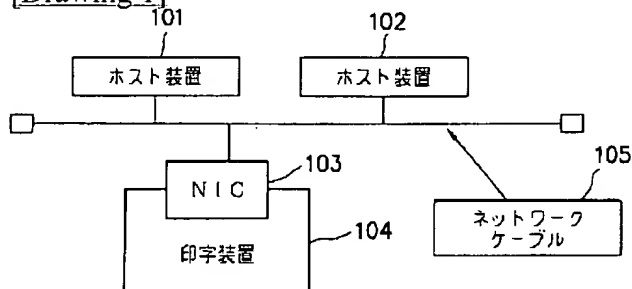 [Drawing 1]
101
102
ホスト装置
ホスト装置
103
NIC
105
ネットワーク
ケーブル
104
印字装置